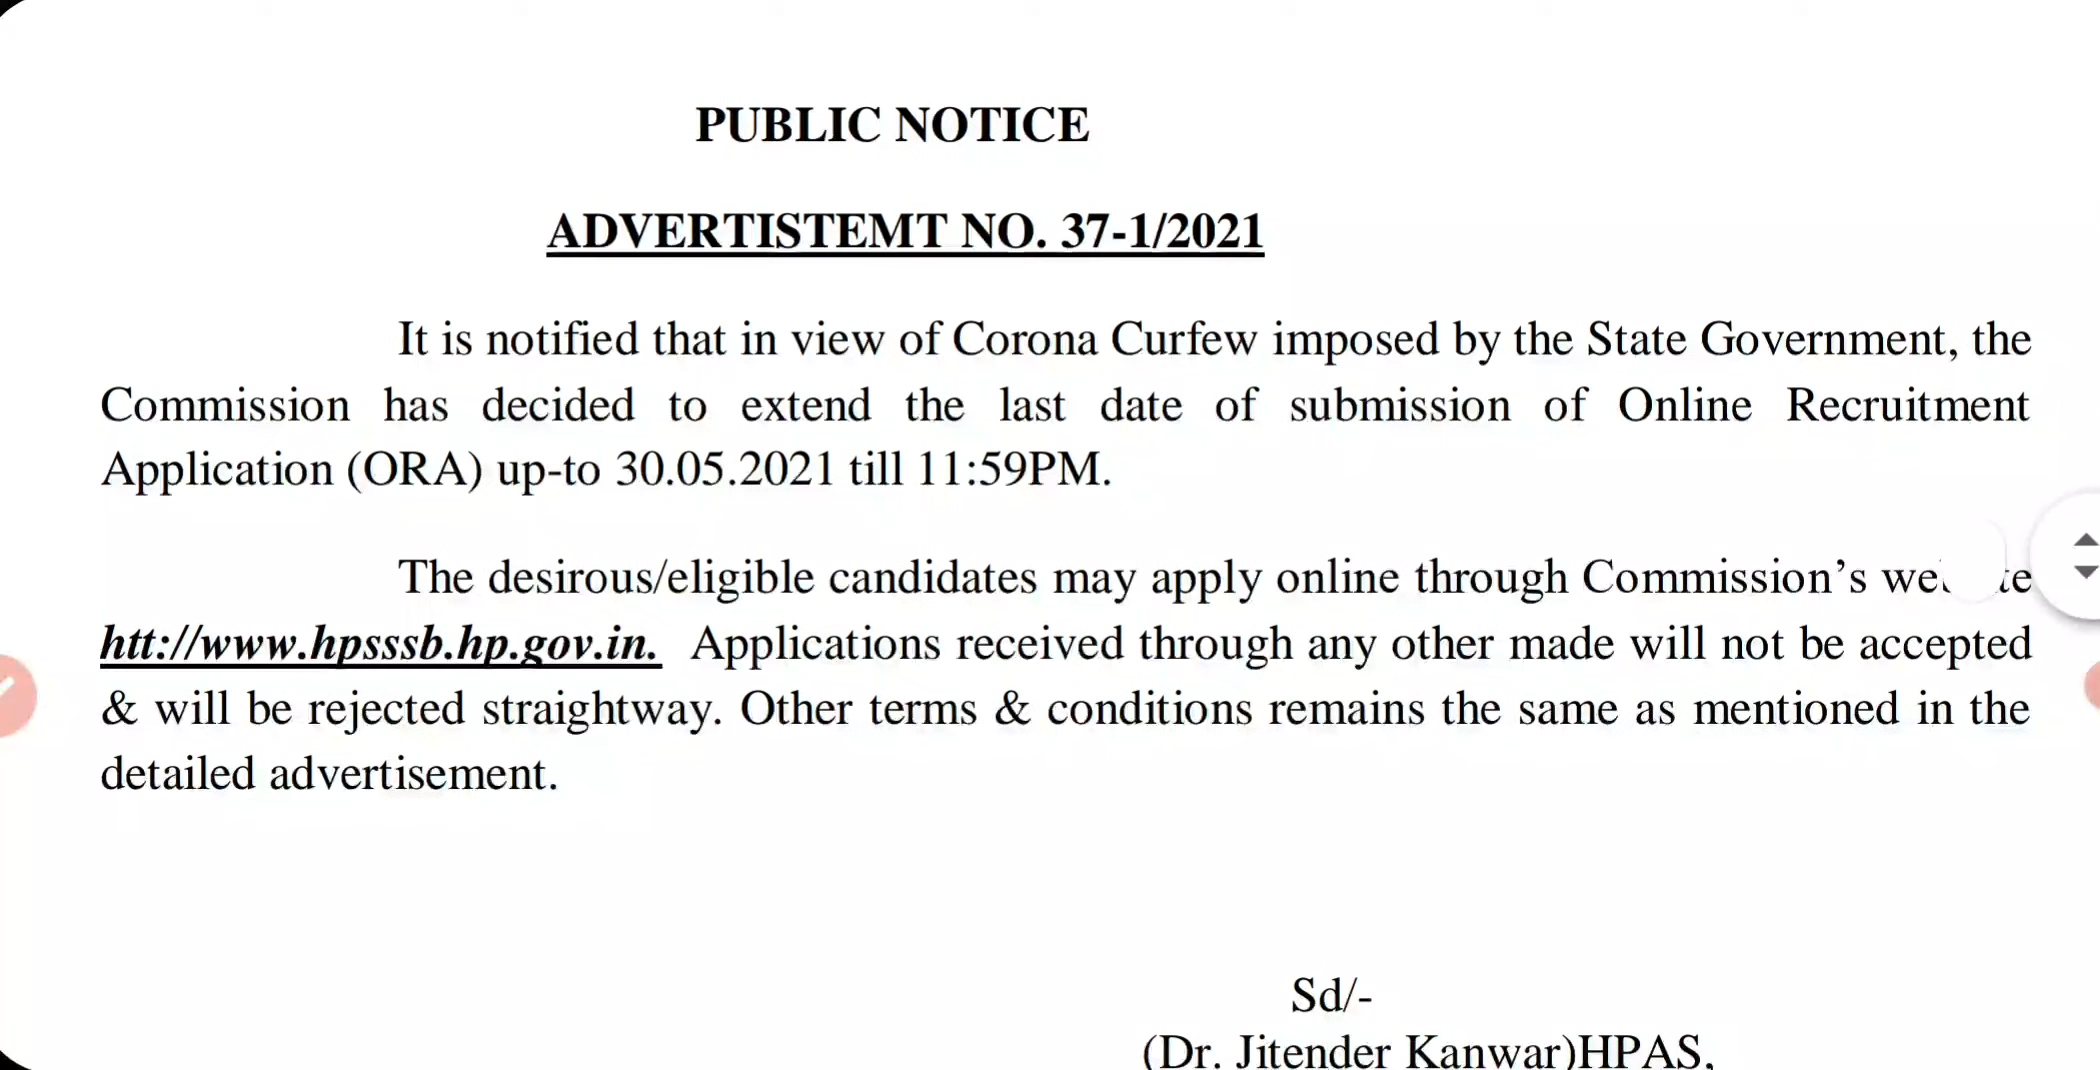 PUBLIC NOTICE
ADVERTISTEMT NO. 37-1/2021
It is notified that in view of Corona Curfew imposed by the State Government, the
Commission has decided to extend the last date of submission of Online Recruitment
Application (ORA) up-to 30.05.2021 till 11:59PM.
The desirous/eligible candidates may apply online through Commission’s
htt://www.hpsssb.hp.gov.in. Applications received through any other made will not be accepted
& will be rejected straightway. Other terms & conditions remains the same as mentioned in the
detailed advertisement.
Sd/-
(Dr. Jitender Kanwar)HPAS,